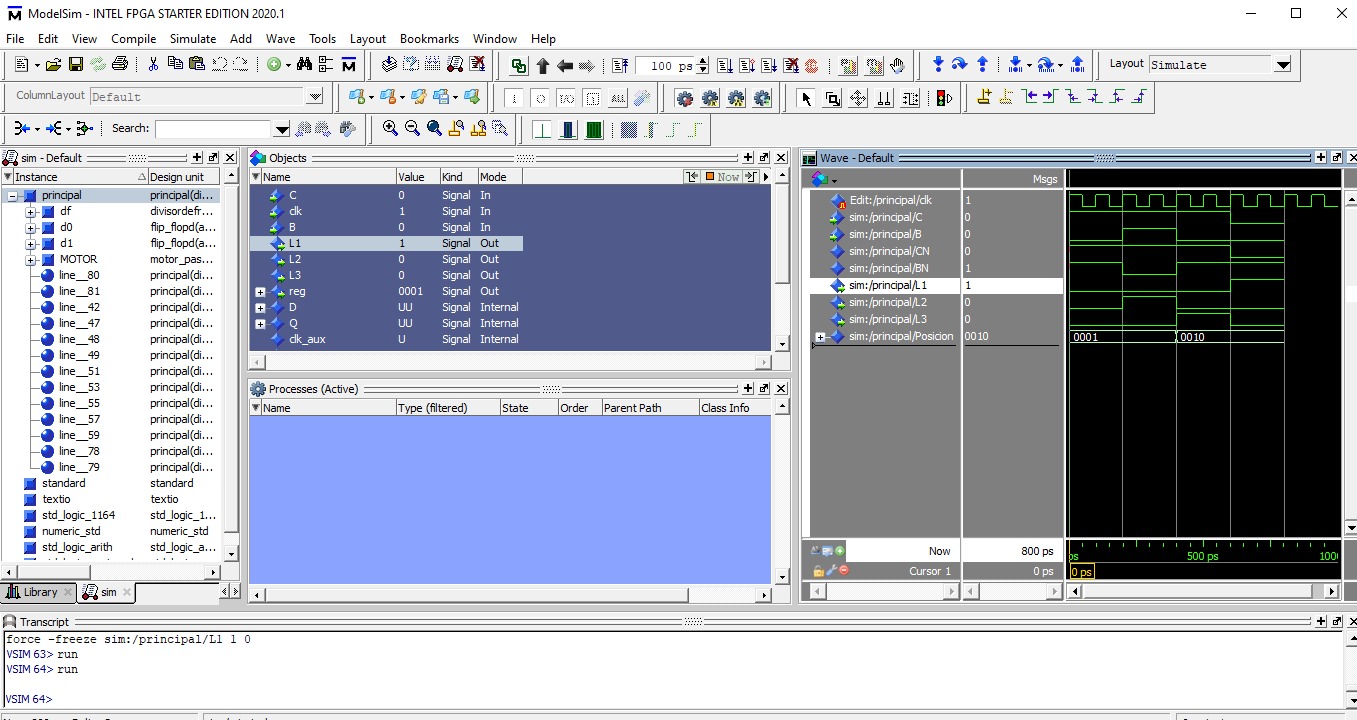 ModelSim - INTEL FPGA STARTER EDITION 2020.1
File Edit View Compile Simulate Add Wave Tools Layout Bookmarks Window Help
100 ps
Layout Simulate
ColumnLayout Default
Search:
sim - Default
Instance Design unit
principal principal(di...
df divisordefr...
d0 flip_flopd(a...
d1 flip_flopd(a...
MOTOR motor_pas...
line__80 principal(di...
line__81 principal(di...
line__42 principal(di...
line__47 principal(di...
line__48 principal(di...
line__49 principal(di...
line__51 principal(di...
line__53 principal(di...
line__55 principal(di...
line__57 principal(di...
line__59 principal(di...
line__78 principal(di...
line__79 principal(di...
standard standard
textio textio
std_logic_1164 std_logic_1...
numeric_std numeric_std
std_logic_arith std_logic_a...
Library sim
Objects
Name Value Kind Mode Now
C 0 Signal In
clk 1 Signal In
B 0 Signal In
L1 1 Signal Out
L2 0 Signal Out
L3 0 Signal Out
reg 0001 Signal Out
D UU Signal Internal
Q UU Signal Internal
clk_aux U Signal Internal
Processes (Active)
Name Type (filtered) State Order Parent Path Class Info
Wave - Default
Msgs
Edit:/principal/clk 1
sim:/principal/C 0
sim:/principal/B 0
sim:/principal/CN 0
sim:/principal/BN 1
sim:/principal/L1 1
sim:/principal/L2 0
sim:/principal/L3 0
sim:/principal/Posicion 0010 0001 0010
Now 800 ps 500 ps
Cursor 1 0 ps 0 ps
Transcript
force -freeze sim:/principal/L1 1 0
VSIM 63> run
VSIM 64> run
VSIM 64>